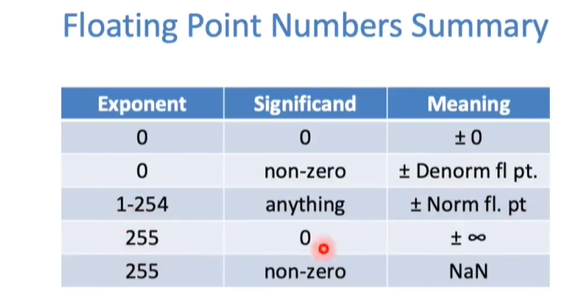 Floating Point Numbers Summary
Exponent Significand Meaning
0 0 ± 0
0 non-zero ± Denorm fl pt.
1-254 anything ± Norm fl. pt
255 0 ± ∞
255 non-zero NaN